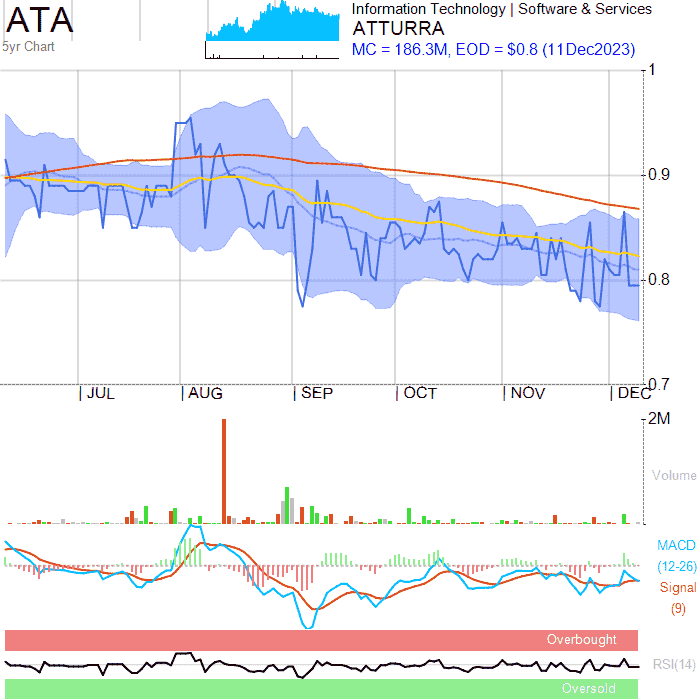 ATA
5yr Chart
Information Technology | Software & Services
ATTURRA
MC = 186.3M, EOD = $0.8 (11Dec2023)
1
0.9
0.8
0.7
| JUL
| AUG
| SEP
| OCT
| NOV
| DEC
2M
Volume
MACD
(12-26)
Signal
(9)
Overbought
RSI(14)
Oversold